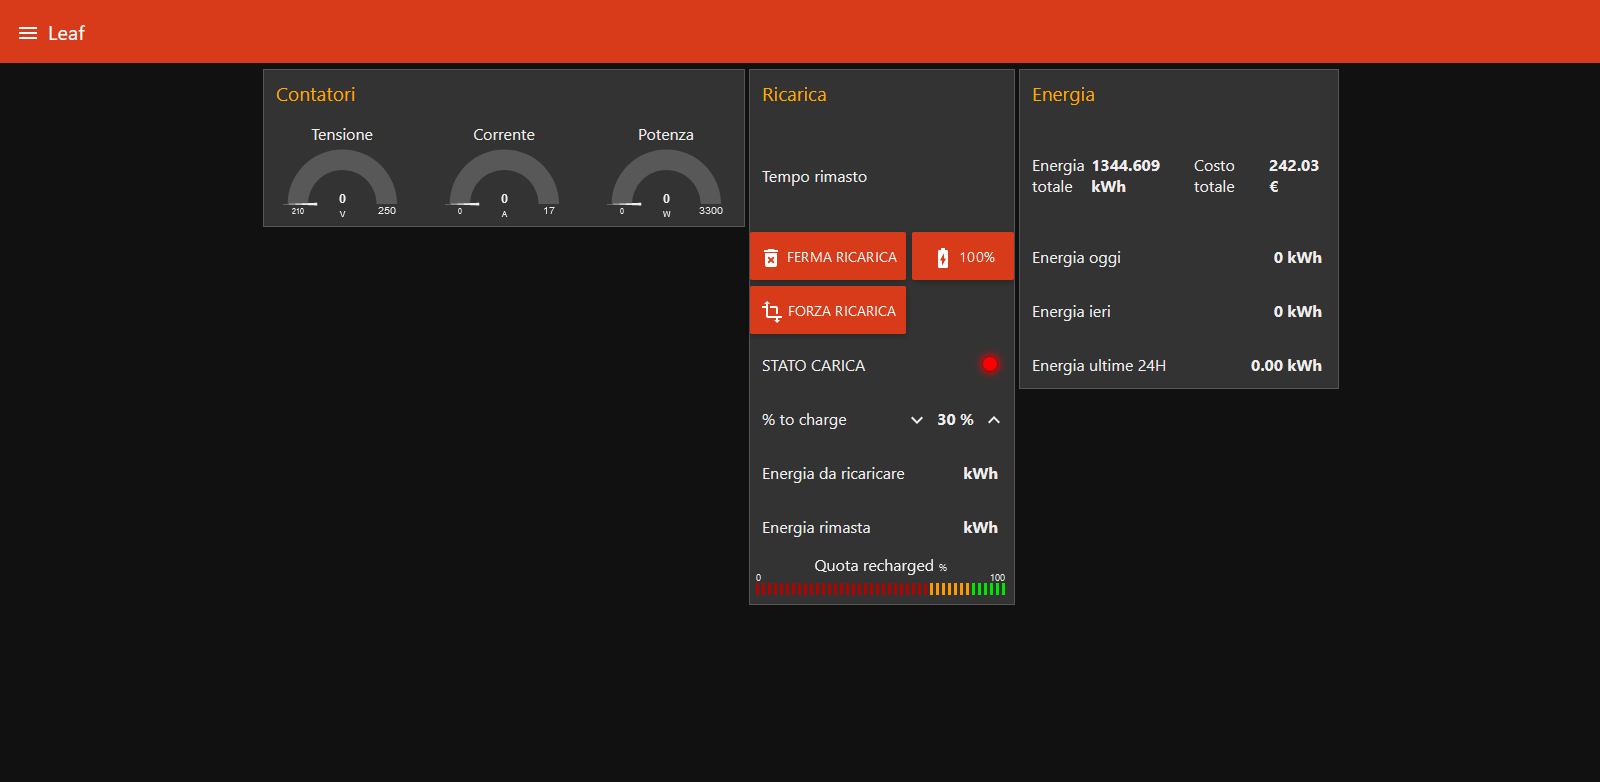 Leaf
Contatori
Tensione
0
210 V 250
Corrente
0
0 A 17
Potenza
0
0 W 3300
Ricarica
Tempo rimasto
FERMA RICARICA
100%
FORZA RICARICA
STATO CARICA
% to charge 30 %
Energia da ricaricare kWh
Energia rimasta kWh
Quota recharged %
0 100
Energia
Energia totale
1344.609 kWh
Costo totale
242.03 €
Energia oggi 0 kWh
Energia ieri 0 kWh
Energia ultime 24H 0.00 kWh